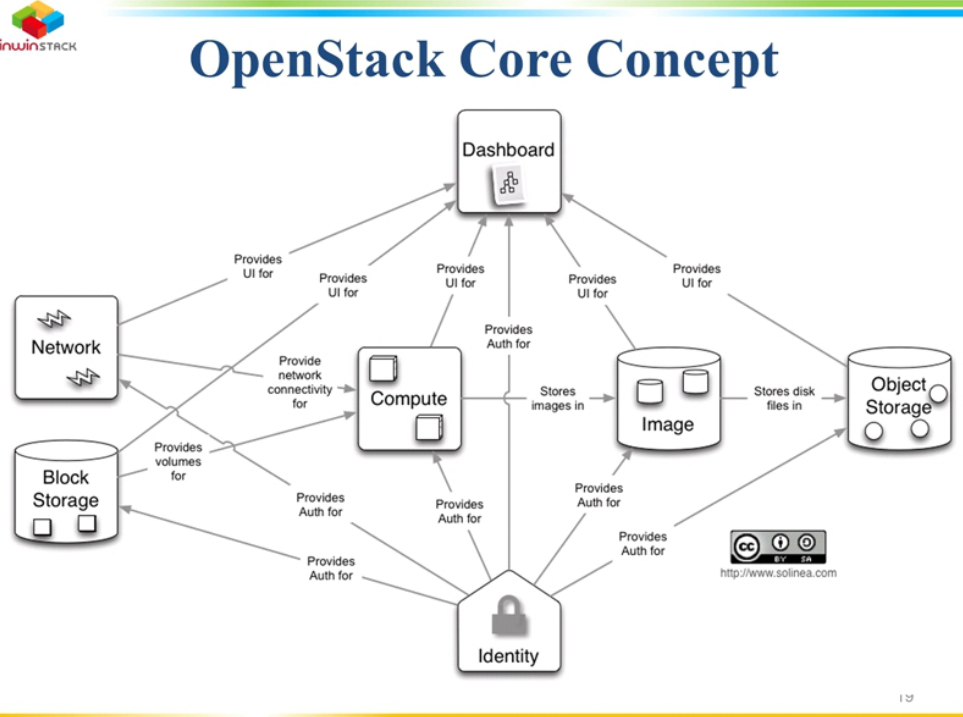 inwinSTACK
OpenStack Core Concept
Dashboard
Provides
UI for
Provides
UI for
Provides
UI for
Provides
UI for
Provides
UI for
Provides
Auth for
Network
Provide
network
connectivity
for
Compute
Stores
images in
Image
Stores disk
files in
Object
Storage
Block
Storage
Provides
volumes
for
Provides
Auth for
Provides
Auth for
Provides
Auth for
Provides
Auth for
Provides
Auth for
cc
BY SA
http://www.solinea.com
Identity
19